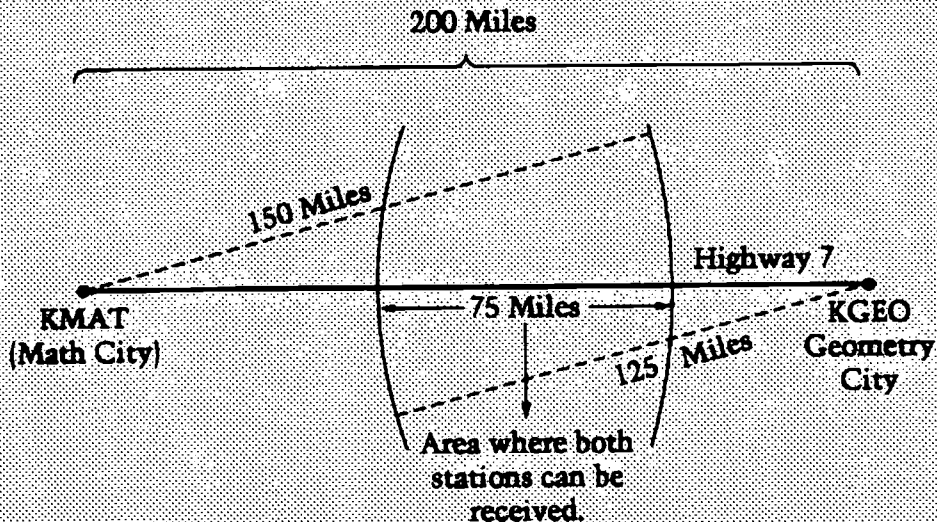 200 Miles
150 Miles
Highway 7
KMAT
(Math City)
75 Miles
KGEO
Geometry
City
125 Miles
Area where both
stations can be
received.